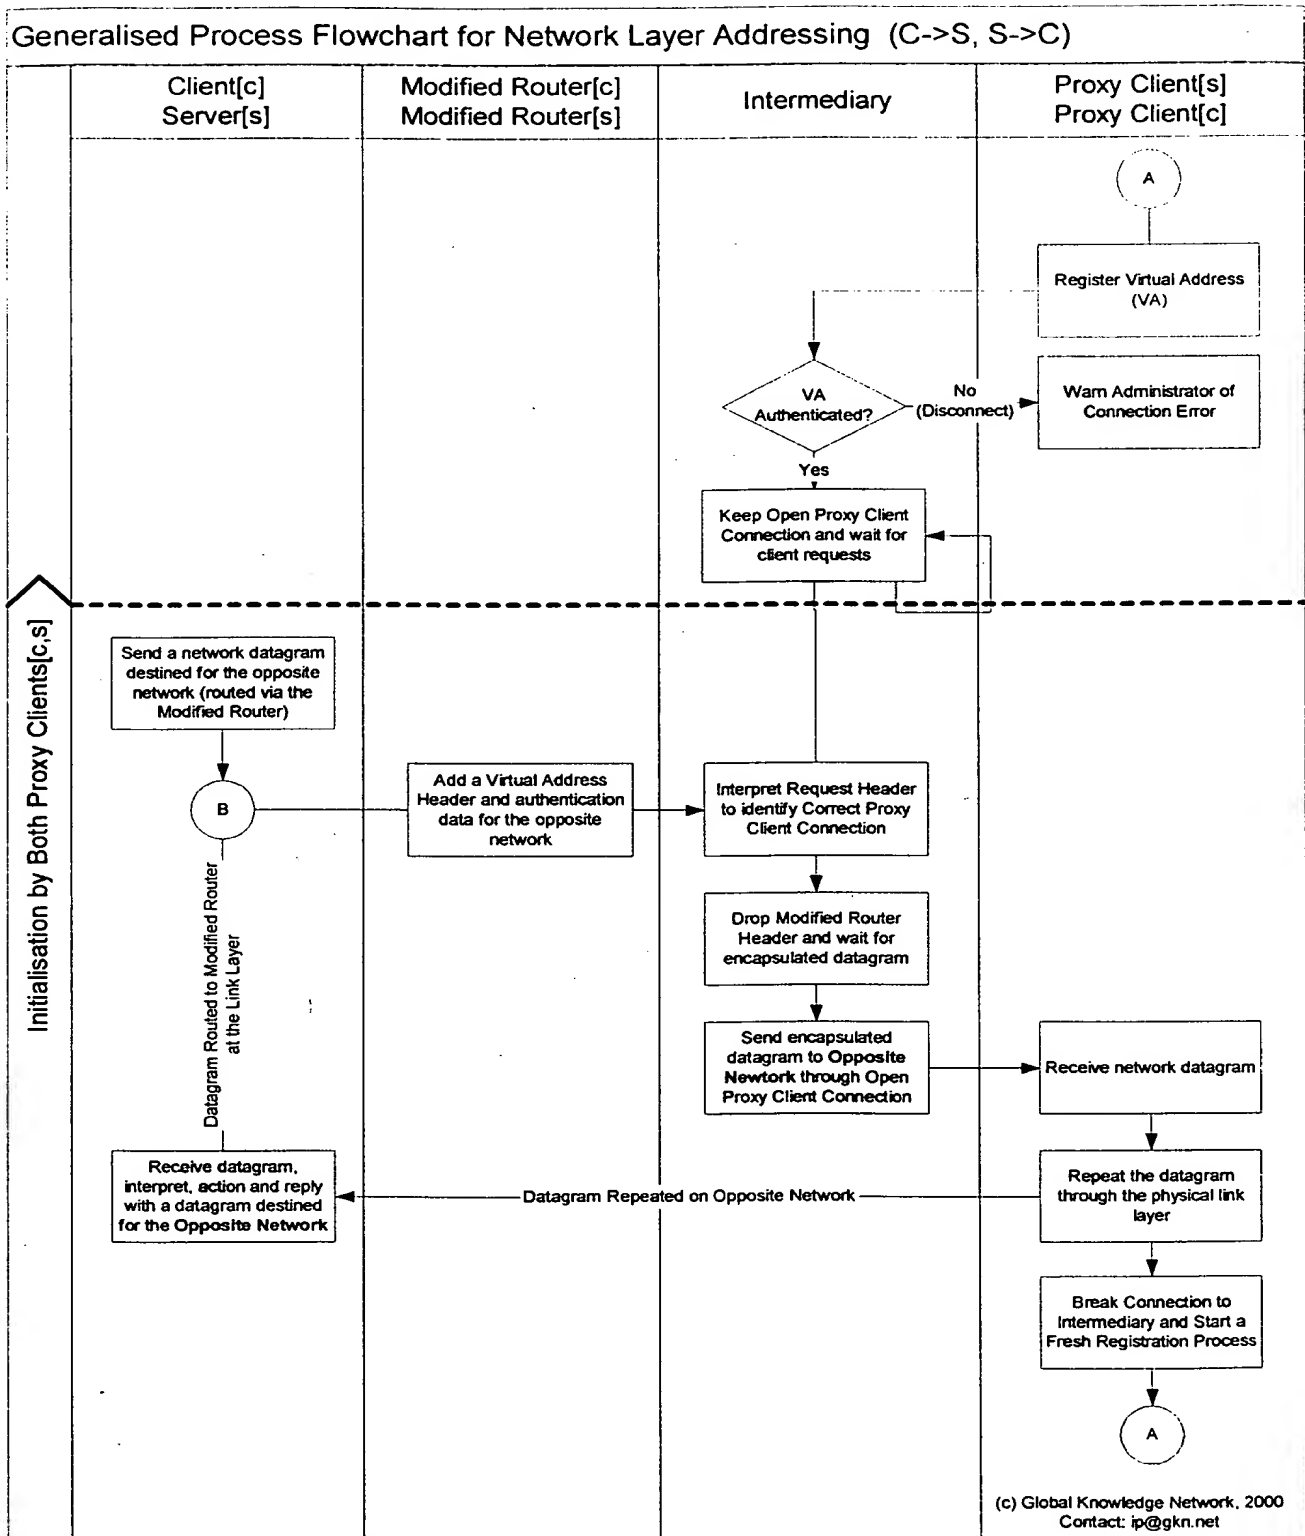 Generalised Process Flowchart for Network Layer Addressing (C->S, S->C)
Client[c]
Server[s]
Modified Router[c]
Modified Router[s]
Intermediary
Proxy Client[s]
Proxy Client[c]
A
Register Virtual Address
(VA)
VA
Authenticated?
No
(Disconnect)
Warn Administrator of
Connection Error
Yes
Keep Open Proxy Client
Connection and wait for
client requests
Initialisation by Both Proxy Clients[c,s]
Send a network datagram
destined for the opposite
network (routed via the
Modified Router)
B
Add a Virtual Address
Header and authentication
data for the opposite
network
Interpret Request Header
to identify Correct Proxy
Client Connection
Datagram Routed to Modified Router
at the Link Layer
Drop Modified Router
Header and wait for
encapsulated datagram
Send encapsulated
datagram to Opposite
Newtork through Open
Proxy Client Connection
Receive network datagram
Receive datagram,
interpret, action and reply
with a datagram destined
for the Opposite Network
Datagram Repeated on Opposite Network
Repeat the datagram
through the physical link
layer
Break Connection to
Intermediary and Start a
Fresh Registration Process
A
(c) Global Knowledge Network, 2000
Contact: ip@gkn.net